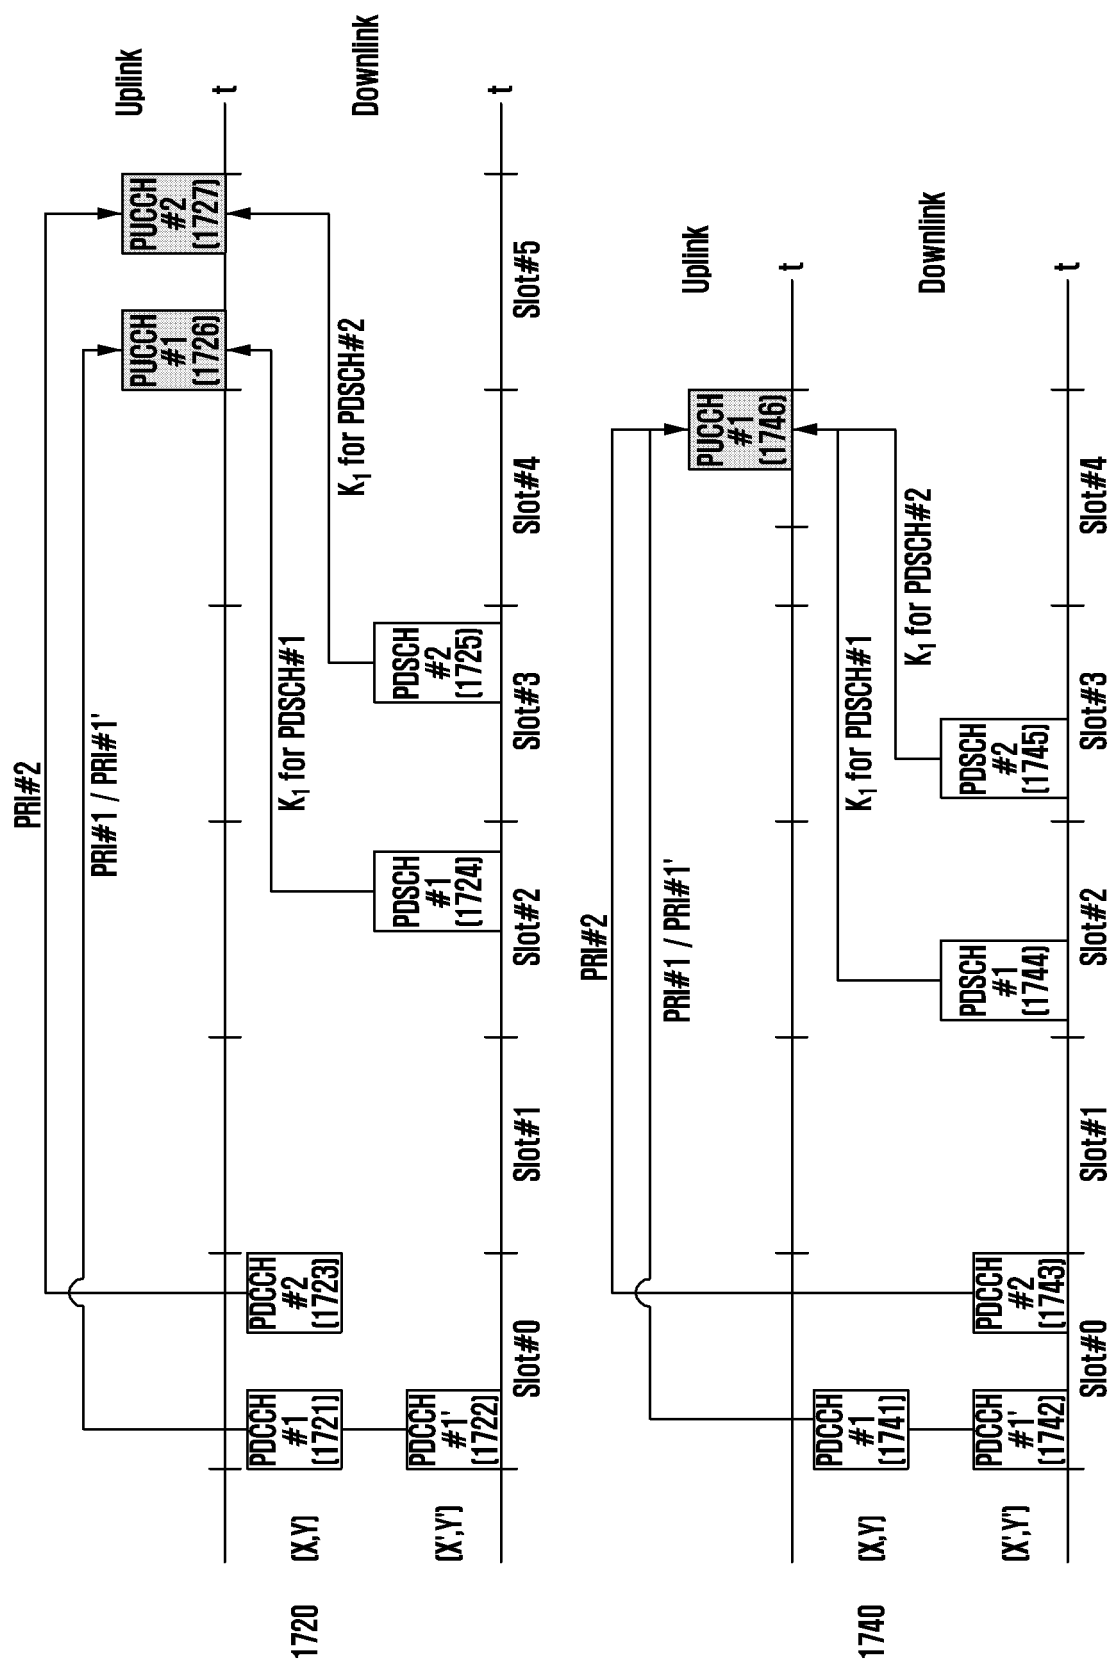 1720
Uplink
t
Downlink
t
PRI#2
PRI#1 / PRI#1'
PUCCH
#1
(1726)
PUCCH
#2
(1727)
K1 for PDSCH#1
K1 for PDSCH#2
(X,Y)
PDCCH
#1
(1721)
PDCCH
#2
(1723)
(X',Y')
PDCCH
#1'
(1722)
PDSCH
#1
(1724)
PDSCH
#2
(1725)
Slot#0
Slot#1
Slot#2
Slot#3
Slot#4
Slot#5
1740
Uplink
t
Downlink
t
PRI#2
PRI#1 / PRI#1'
PUCCH
#1
(1746)
K1 for PDSCH#1
K1 for PDSCH#2
(X,Y)
PDCCH
#1
(1741)
(X',Y')
PDCCH
#1'
(1742)
PDCCH
#2
(1743)
PDSCH
#1
(1744)
PDSCH
#2
(1745)
Slot#0
Slot#1
Slot#2
Slot#3
Slot#4